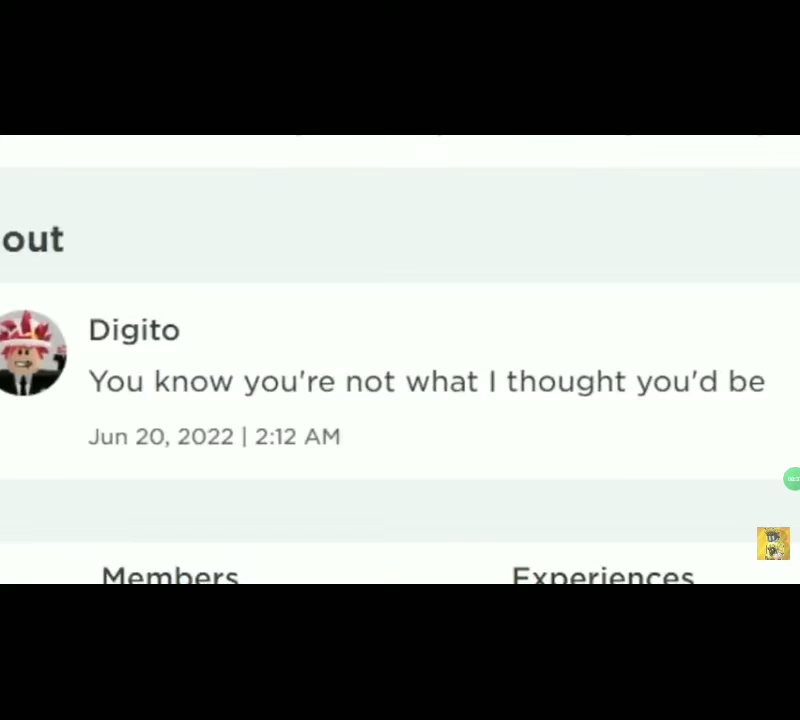 out
Digito
You know you're not what I thought you'd be
Jun 20, 2022 | 2:12 AM
Members
Experiences